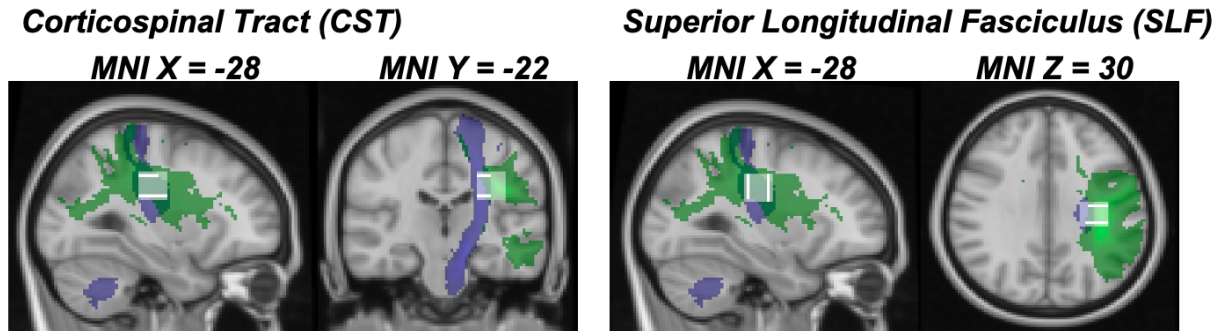 Corticospinal Tract (CST)
Superior Longitudinal Fasciculus (SLF)
MNI X = -28
MNI Y = -22
MNI X = -28
MNI Z = 30